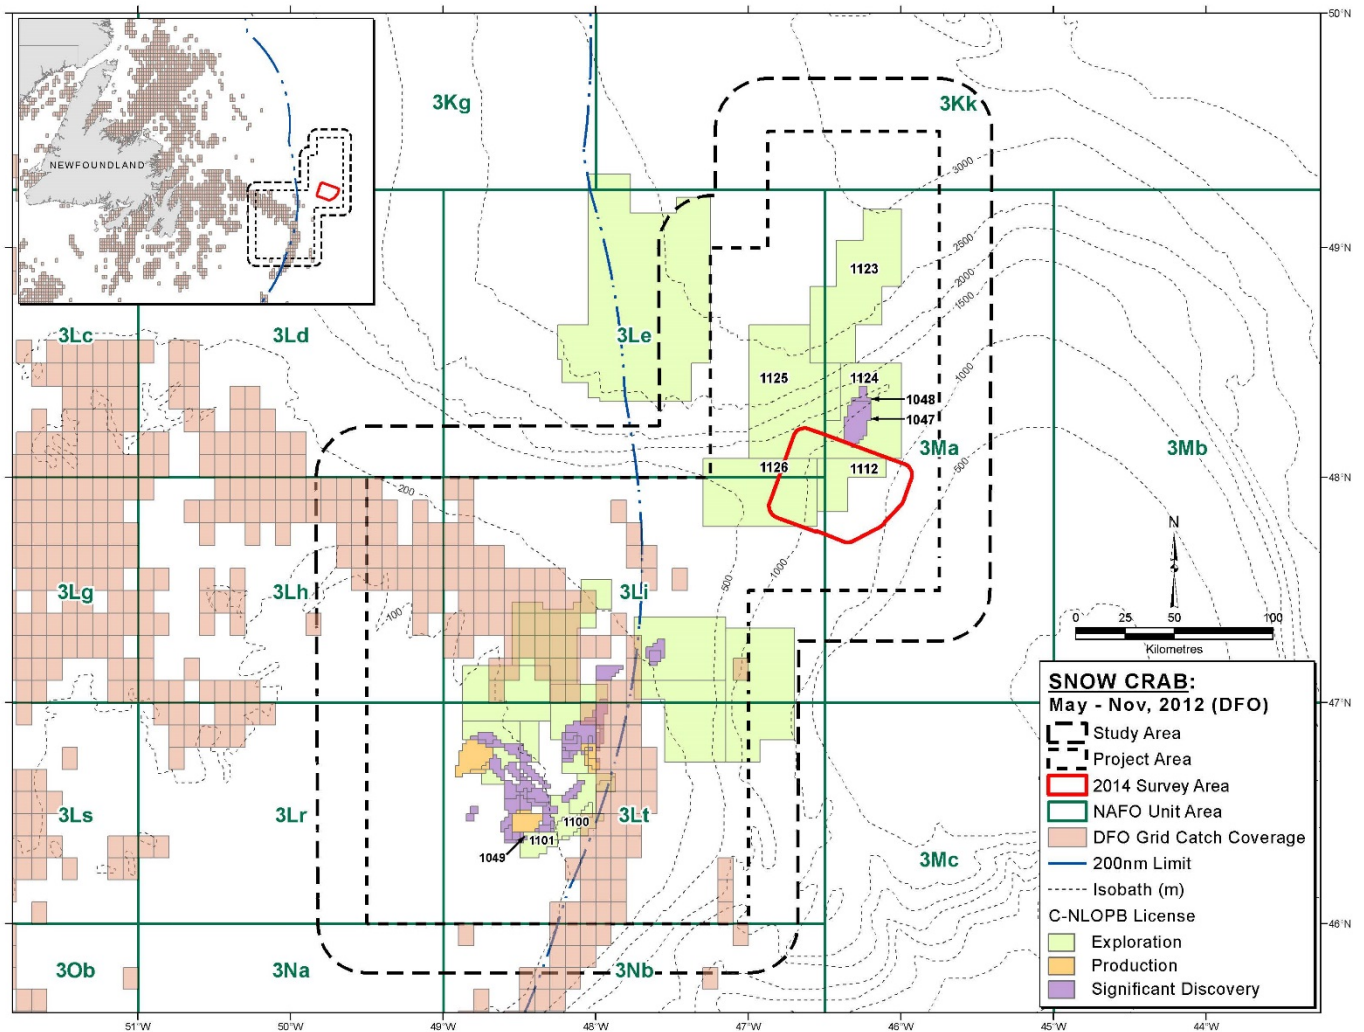 50°N
3Kg
3Kk
NEWFOUNDLAND
3000
49°N
2500
2000
1500
1123
3Lc
3Ld
3Le
1125
1124
1048
1047
1000
3Ma
3Mb
500
1126
1112
48°N
200
500
1000
3Lg
3Lh
3Li
100
N
0 25 50 100
Kilometres
47°N
SNOW CRAB:
May - Nov, 2012 (DFO)
Study Area
Project Area
2014 Survey Area
NAFO Unit Area
DFO Grid Catch Coverage
200nm Limit
Isobath (m)
C-NLOPB License
Exploration
Production
Significant Discovery
3Ls
3Lr
3Lt
1100
1101
1049
3Mc
46°N
3Ob
3Na
3Nb
51°W 50°W 49°W 48°W 47°W 46°W 45°W 44°W